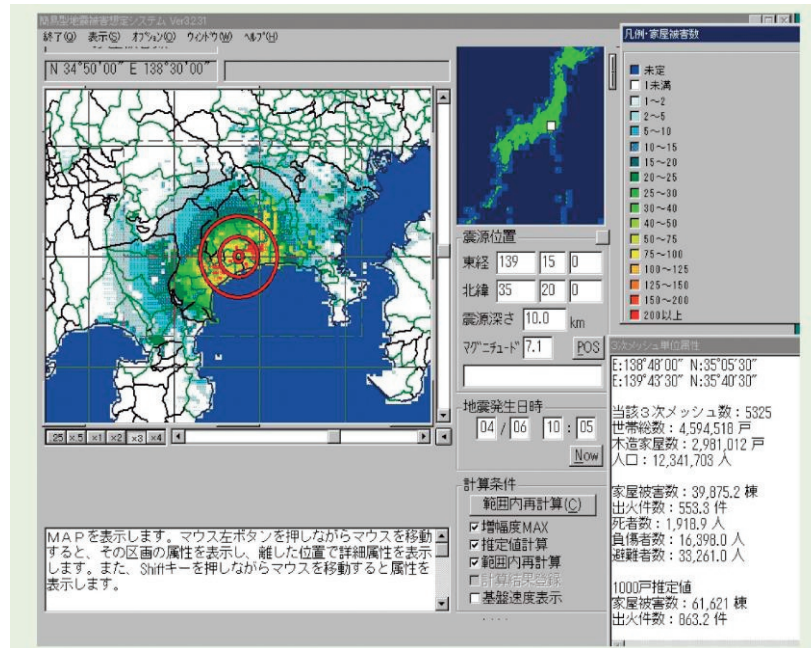 簡易型地震被害想定システム Ver3.2.31
終了(Q) 表示(S) オプション(O) ウィンドウ(W) ヘルプ(H)
N 34°50'00" E 138°30'00"
凡例・家屋被害数
未定
1未満
1～2
2～5
5～10
10～15
15～20
20～25
25～30
30～40
40～50
50～75
75～100
100～125
125～150
150～200
200以上
震源位置
東経 139 15 0
北緯 35 20 0
震源深さ 10.0 km
マグニチュード 7.1 POS
地震発生日時
04 / 06 10 : 05
Now
計算条件
範囲内再計算(C)
増幅度MAX
推定値計算
範囲内再計算
計算結果登録
基盤速度表示
.25 x.5 x1 x2 x3 x4
MAPを表示します。マウス左ボタンを押しながらマウスを移動
すると、その区画の属性を表示し、離した位置で詳細属性を表示
します。また、Shiftキーを押しながらマウスを移動すると属性を
表示します。
3次メッシュ単位属性
E:138°48'00" N:35°05'30"
E:139°43'30" N:35°40'30"
当該3次メッシュ数：5325
世帯総数：4,594,518 戸
木造家屋数：2,981,012 戸
人口：12,341,703 人
家屋被害数：39,875.2 棟
出火件数：553.3 件
死者数：1,918.9 人
負傷者数：16,398.0 人
避難者数：33,261.0 人
1000戸推定値
家屋被害数：61,621 棟
出火件数：863.2 件